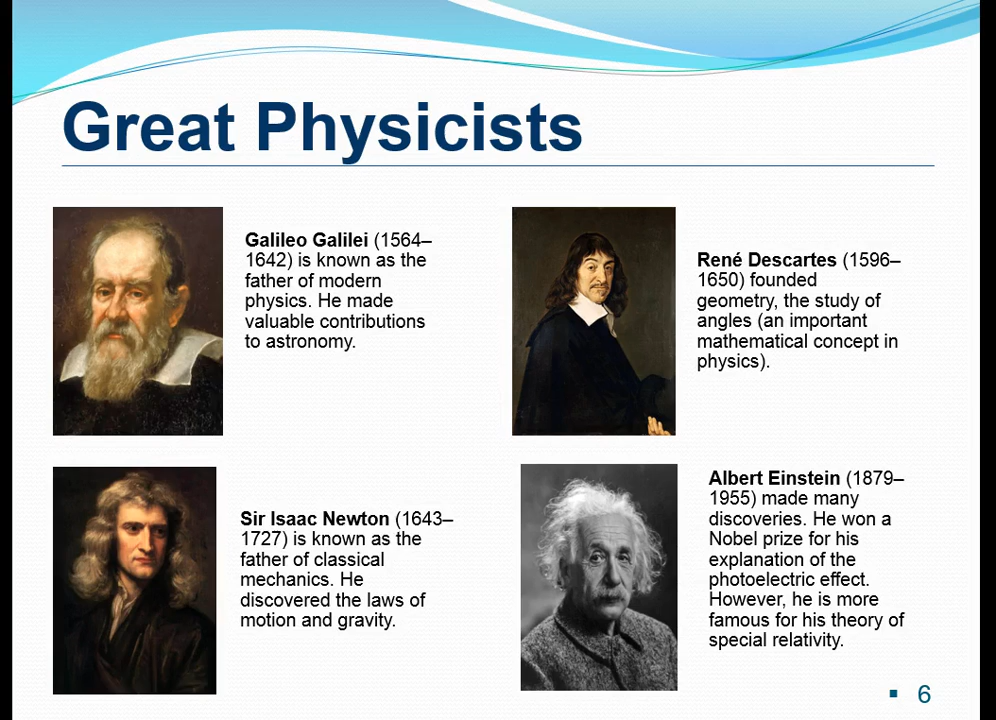 Great Physicists
Galileo Galilei (1564–
1642) is known as the
father of modern
physics. He made
valuable contributions
to astronomy.
René Descartes (1596–
1650) founded
geometry, the study of
angles (an important
mathematical concept in
physics).
Sir Isaac Newton (1643–
1727) is known as the
father of classical
mechanics. He
discovered the laws of
motion and gravity.
Albert Einstein (1879–
1955) made many
discoveries. He won a
Nobel prize for his
explanation of the
photoelectric effect.
However, he is more
famous for his theory of
special relativity.
▪ 6